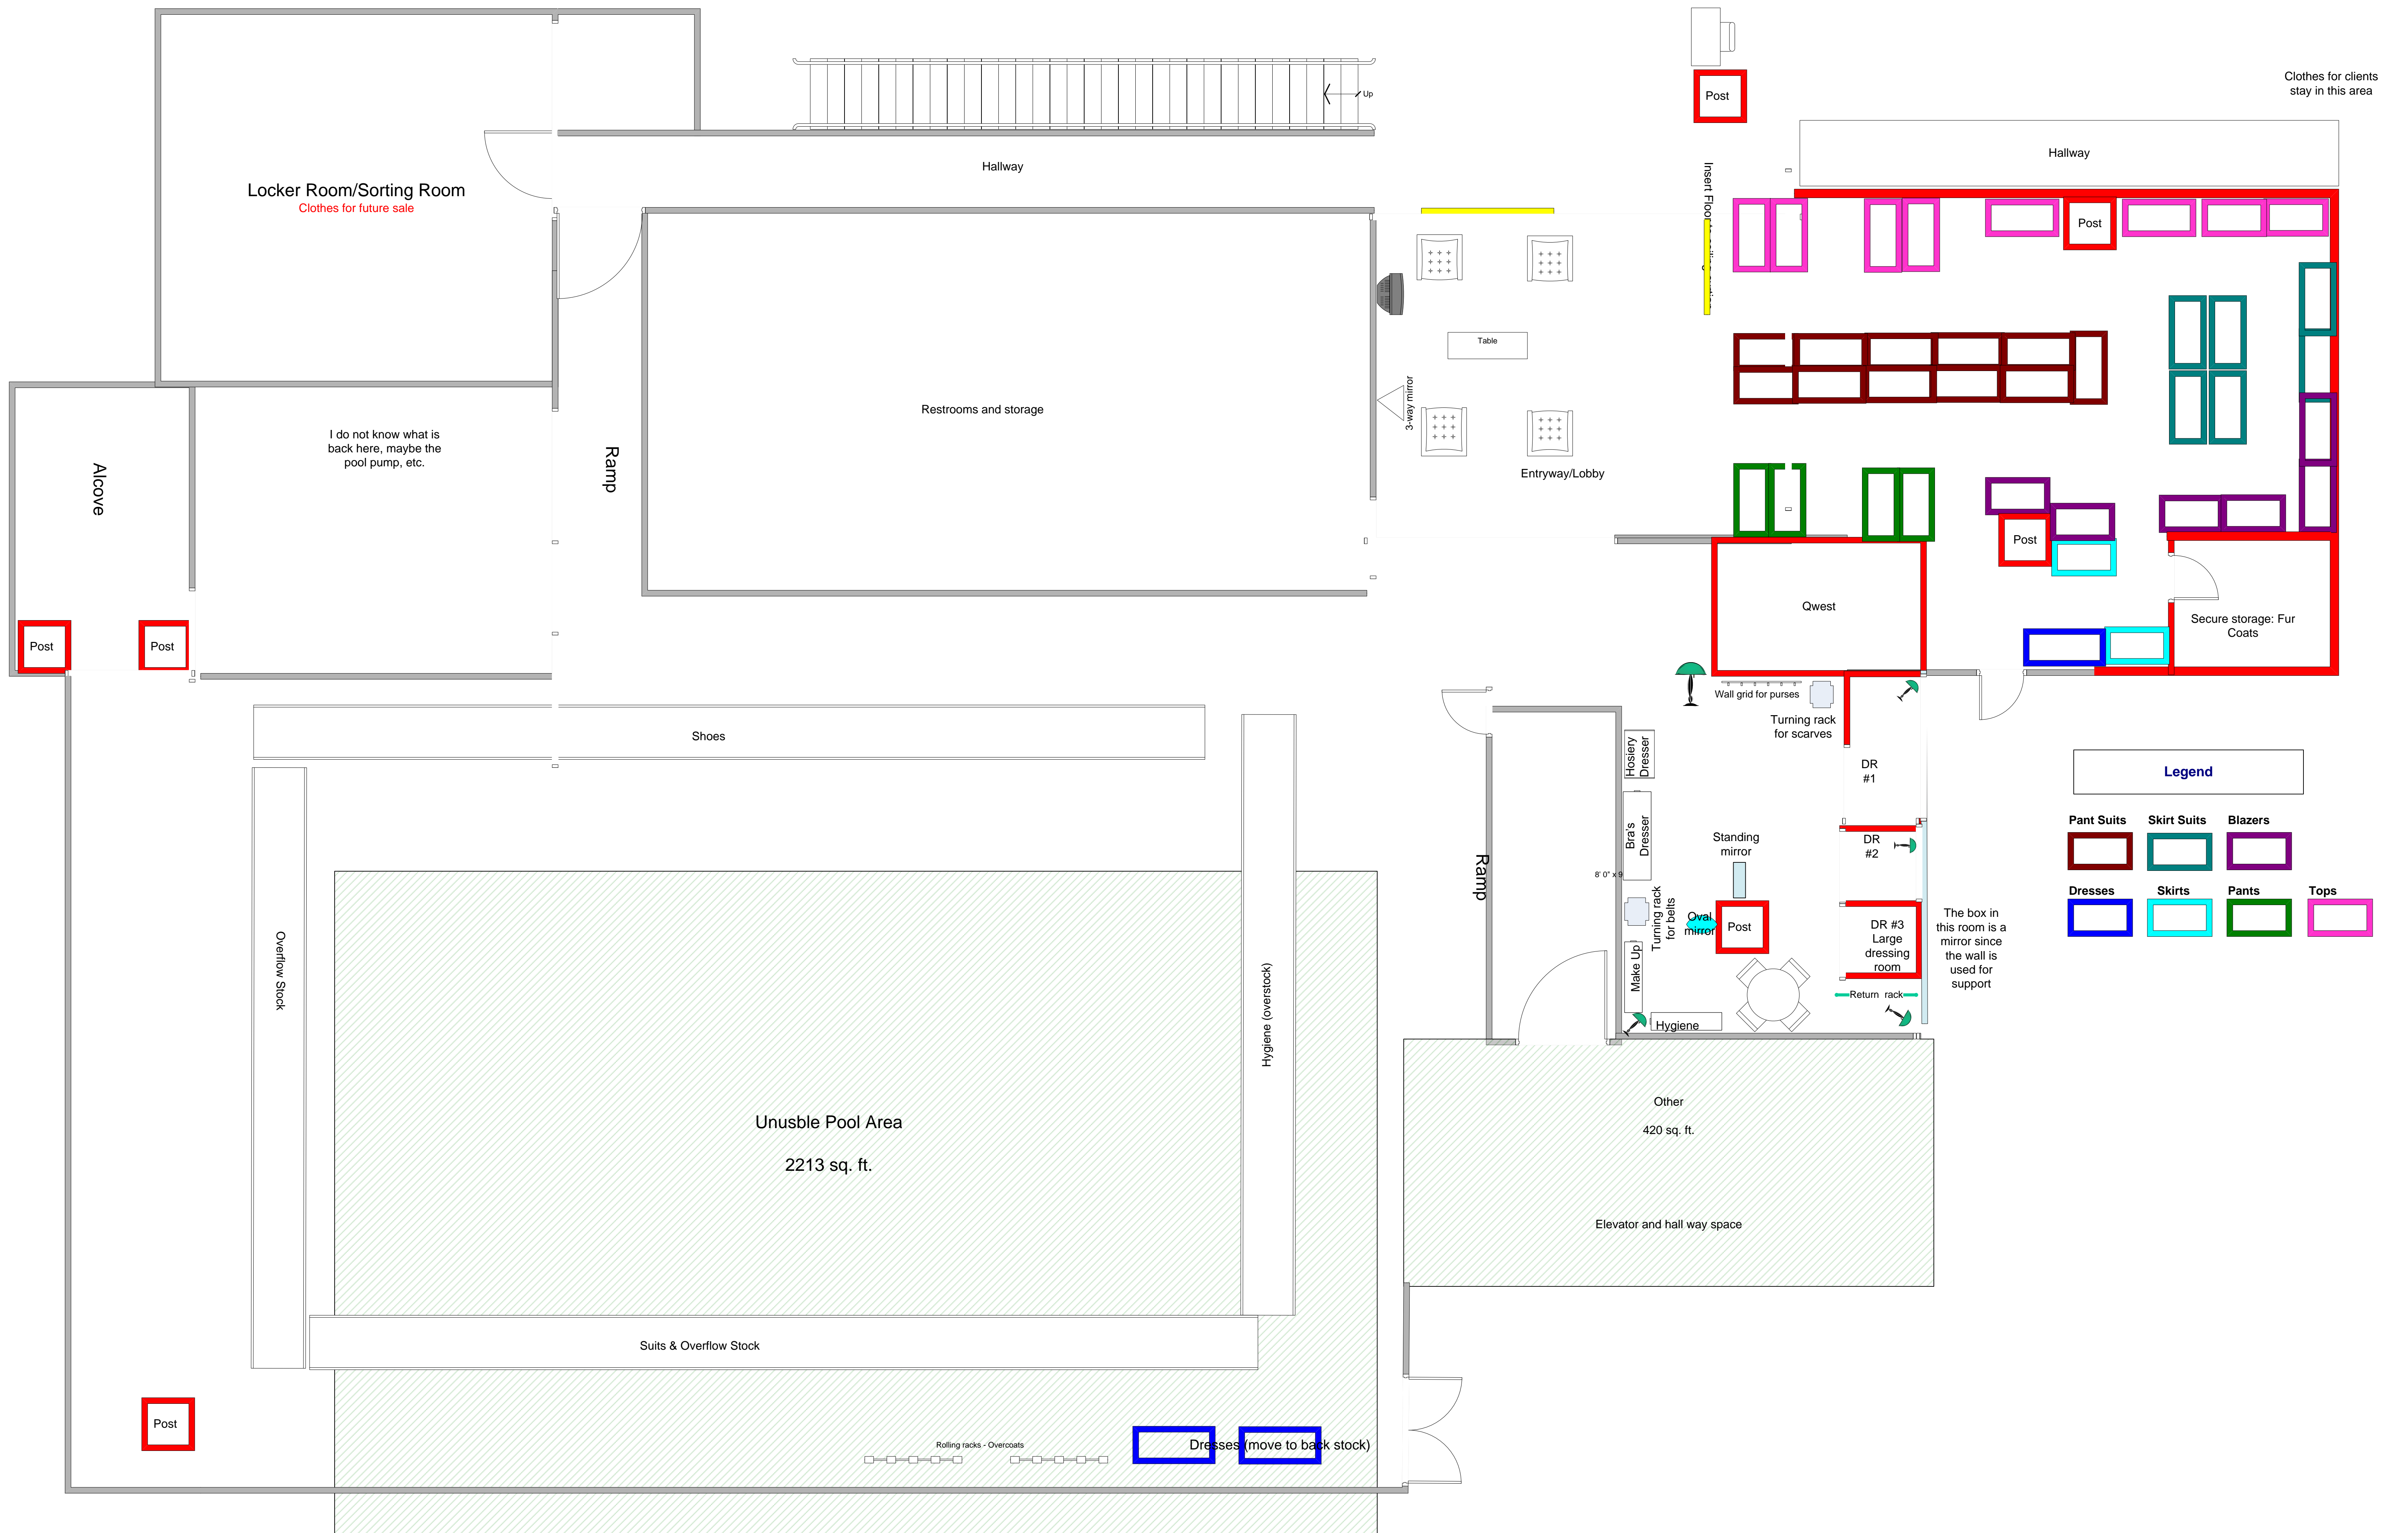 Clothes for clients
stay in this area
Post
Up
Hallway
Hallway
Locker Room/Sorting Room
Clothes for future sale
Insert Floor
Post
Table
3-way mirror
Restrooms and storage
I do not know what is
back here, maybe the
pool pump, etc.
Ramp
Alcove
Entryway/Lobby
Post
Qwest
Secure storage: Fur
Coats
Post
Post
Wall grid for purses
Turning rack
for scarves
Shoes
Hosiery
Dresser
DR
#1
Legend
Pant Suits
Skirt Suits
Blazers
Dresses
Skirts
Pants
Tops
Bra's
Dresser
Standing
mirror
DR
#2
Ramp
8' 0" x 9
Turning rack
for belts
Oval
mirror
Post
DR #3
Large
dressing
room
The box in
this room is a
mirror since
the wall is
used for
support
Overflow Stock
Hygiene (overstock)
Make Up
Return rack
Hygiene
Unusble Pool Area
2213 sq. ft.
Other
420 sq. ft.
Elevator and hall way space
Suits & Overflow Stock
Post
Rolling racks - Overcoats
Dresses (move to back stock)